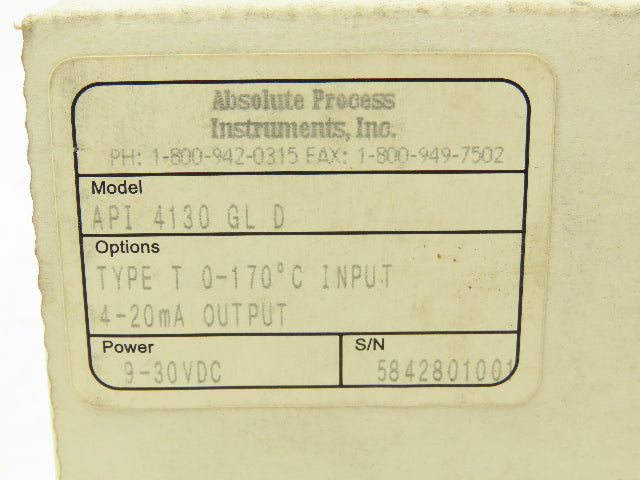 Absolute Process
Instruments, Inc.
PH: 1-800-942-0315 FAX: 1-800-949-7502
Model
API 4130 GL D
Options
TYPE T 0-170°C INPUT
4-20mA OUTPUT
Power
9-30VDC
S/N
5842801001